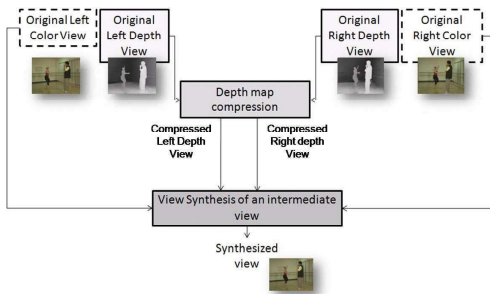 Original Left
Color View
Original
Left Depth
View
Original
Right Depth
View
Original
Right Color
View
Depth map
compression
Compressed
Left Depth
View
Compressed
Right depth
View
View Synthesis of an intermediate
view
Synthesized
view